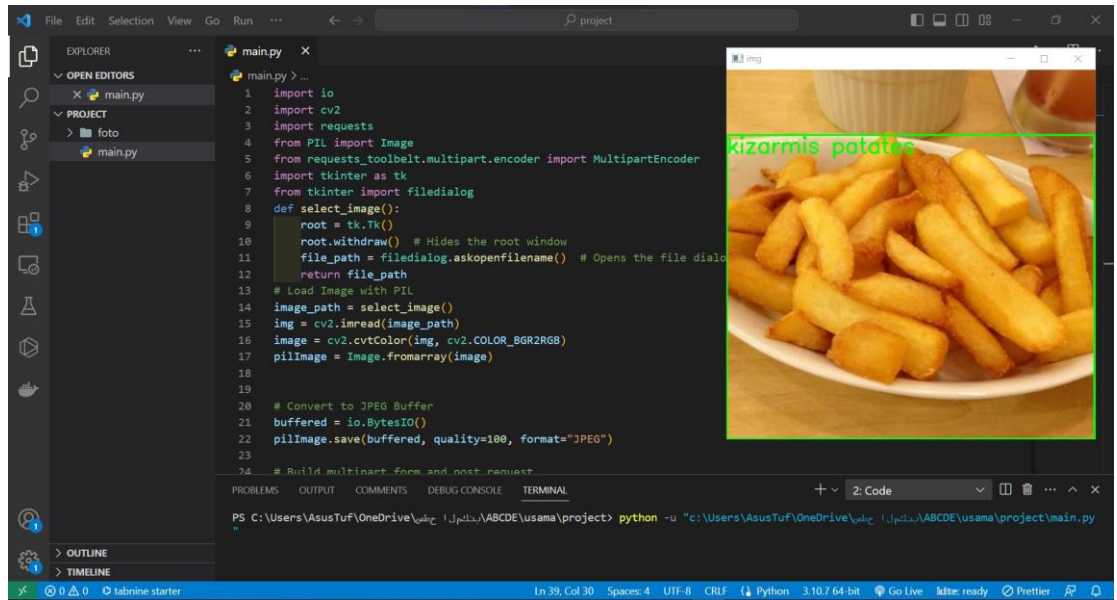 File Edit Selection View Go Run ··· project
EXPLORER ···
OPEN EDITORS
main.py
PROJECT
foto
main.py
OUTLINE
TIMELINE
main.py
main.py > ...
1 import io
2 import cv2
3 import requests
4 from PIL import Image
5 from requests_toolbelt.multipart.encoder import MultipartEncoder
6 import tkinter as tk
7 from tkinter import filedialog
8 def select_image():
9 root = tk.Tk()
10 root.withdraw() # Hides the root window
11 file_path = filedialog.askopenfilename() # Opens the file dialo
12 return file_path
13 # Load Image with PIL
14 image_path = select_image()
15 img = cv2.imread(image_path)
16 image = cv2.cvtColor(img, cv2.COLOR_BGR2RGB)
17 pilImage = Image.fromarray(image)
18
19
20 # Convert to JPEG Buffer
21 buffered = io.BytesIO()
22 pilImage.save(buffered, quality=100, format="JPEG")
23
24 # Build multipart form and post request
img
kizarmis patates
PROBLEMS OUTPUT COMMENTS DEBUG CONSOLE TERMINAL 2: Code
PS C:\Users\AsusTuf\OneDrive\ \ABCDE\usama\project> python -u "c:\Users\AsusTuf\OneDrive\ \ABCDE\usama\project\main.py
"
0 0 tabnine starter Ln 39, Col 30 Spaces: 4 UTF-8 CRLF Python 3.10.7 64-bit Go Live kite: ready Prettier